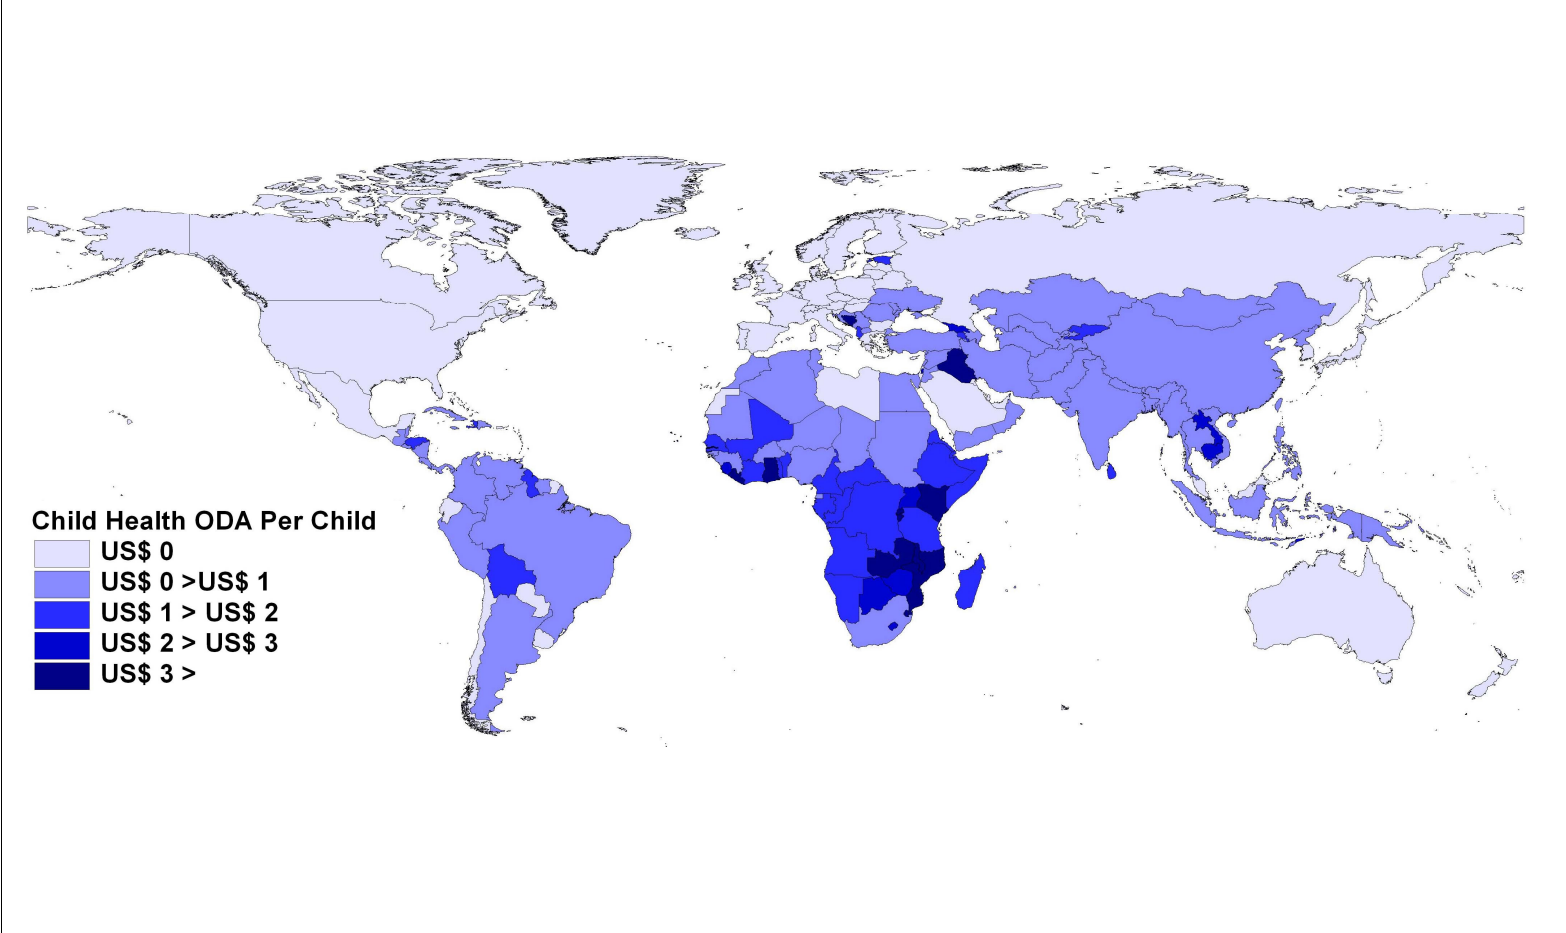 Child Health ODA Per Child
US$ 0
US$ 0 >US$ 1
US$ 1 > US$ 2
US$ 2 > US$ 3
US$ 3 >